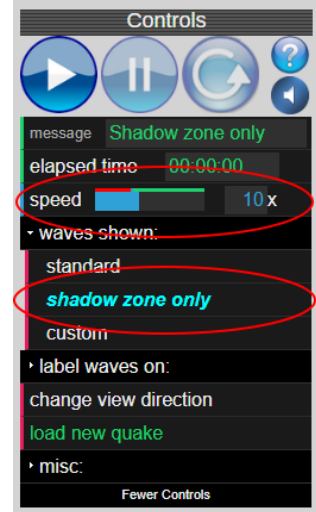 Controls
?
message Shadow zone only
elapsed time 00:00:00
speed 10 x
waves shown:
standard
shadow zone only
custom
label waves on:
change view direction
load new quake
misc:
Fewer Controls